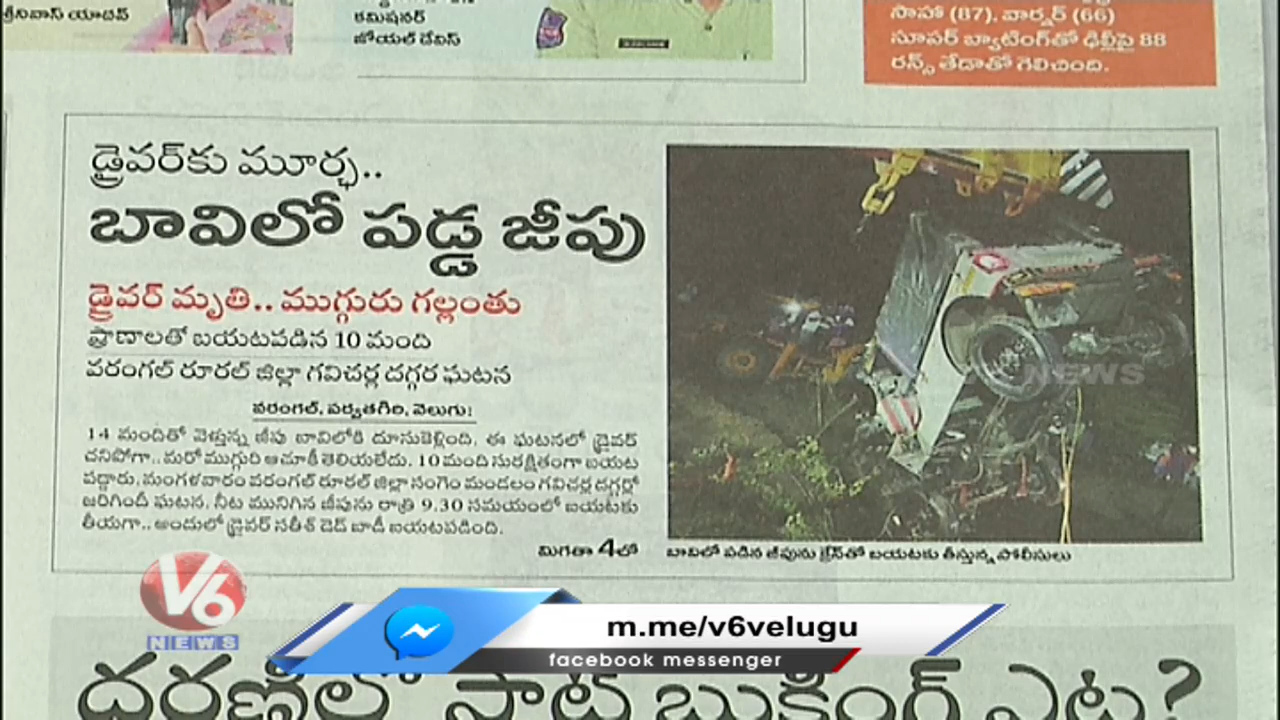 శ్రీనివాస్ యాదవ్
కమిషనర్
జోయల్ డేవిస్
సాహా (87). వార్నర్ (66)
సూపర్ బ్యాటింగ్‌తో ఢిల్లీపై 88
రన్స్ తేడాతో గెలిచింది.
డ్రైవర్‌కు మూర్ఛ..
బావిలో పడ్డ జీపు
డ్రైవర్ మృతి.. ముగ్గురు గల్లంతు
ప్రాణాలతో బయటపడిన 10 మంది
వరంగల్ రూరల్ జిల్లా గవిచర్ల దగ్గర ఘటన
వరంగల్, పర్వతగిరి, వెలుగు:
14 మందితో వెళ్తున్న జీపు బావిలోకి దూసుకెళ్లింది. ఈ ఘటనలో డ్రైవర్
చనిపోగా.. మరో ముగ్గురి ఆచూకీ తెలియలేదు. 10 మంది సురక్షితంగా బయట
పడ్డారు. మంగళవారం వరంగల్ రూరల్ జిల్లా సంగెం మండలం గవిచర్ల దగ్గర్లో
జరిగిందీ ఘటన. నీట మునిగిన జీపును రాత్రి 9.30 సమయంలో బయటకు
తీయగా.. అందులో డ్రైవర్ సతీశ్ డెడ్ బాడీ బయటపడింది.
మిగతా 4లో
బావిలో పడిన జీపును క్రేన్‌తో బయటకు తీస్తున్న పోలీసులు
NEWS
V6
NEWS
m.me/v6velugu
facebook messenger
ధరణిలో స్లాట్ బుకింగ్ ఎట్ల?